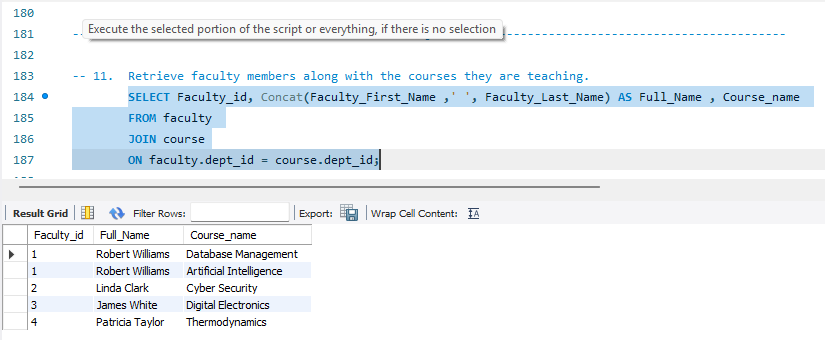 180
Execute the selected portion of the script or everything, if there is no selection
181 -- ----------------------------------------
182
183 -- 11. Retrieve faculty members along with the courses they are teaching.
184 SELECT Faculty_id, Concat(Faculty_First_Name ,' ', Faculty_Last_Name) AS Full_Name , Course_name
185 FROM faculty
186 JOIN course
187 ON faculty.dept_id = course.dept_id;
Result Grid Filter Rows: Export: Wrap Cell Content:
Faculty_id Full_Name Course_name
1 Robert Williams Database Management
1 Robert Williams Artificial Intelligence
2 Linda Clark Cyber Security
3 James White Digital Electronics
4 Patricia Taylor Thermodynamics